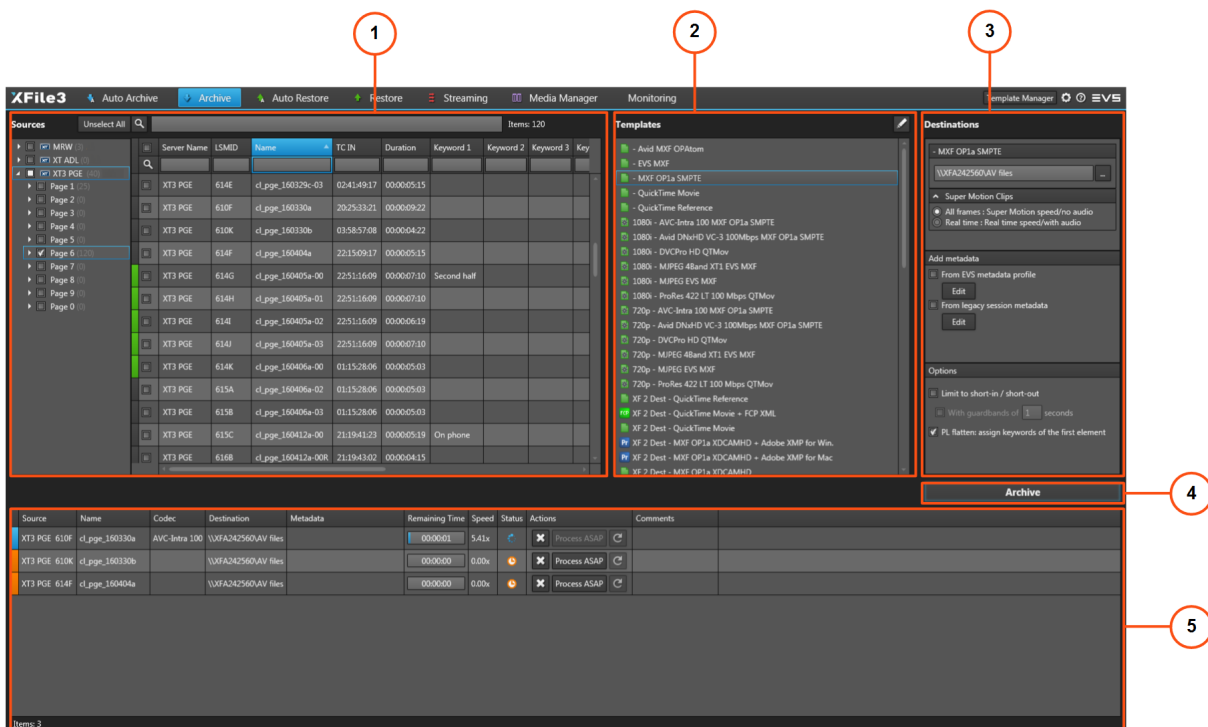 1
2
3
XFile3 Auto Archive Archive Auto Restore Restore Streaming Media Manager Monitoring Template Manager EVS
Sources Unselect All Items: 120
MRW (3)
XT ADL (0)
XT3 PGE (40)
Page 1 (25)
Page 2 (0)
Page 3 (0)
Page 4 (0)
Page 5 (0)
Page 6 (120)
Page 7 (0)
Page 8 (0)
Page 9 (0)
Page 0 (0)
Server Name LSMID Name TC IN Duration Keyword 1 Keyword 2 Keyword 3 Key
XT3 PGE 614E cl_pge_160329c-03 02:41:49:17 00:00:05:15
XT3 PGE 610F cl_pge_160330a 20:25:33:21 00:00:09:22
XT3 PGE 610K cl_pge_160330b 03:58:57:08 00:00:04:22
XT3 PGE 614F cl_pge_160404a 22:15:09:17 00:00:05:15
XT3 PGE 614G cl_pge_160405a-00 22:51:16:09 00:00:07:10 Second half
XT3 PGE 614H cl_pge_160405a-01 22:51:16:09 00:00:07:10
XT3 PGE 614I cl_pge_160405a-02 22:51:16:09 00:00:06:19
XT3 PGE 614J cl_pge_160405a-03 22:51:16:09 00:00:07:10
XT3 PGE 614K cl_pge_160406a-00 01:15:28:06 00:00:05:03
XT3 PGE 615A cl_pge_160406a-02 01:15:28:06 00:00:05:03
XT3 PGE 615B cl_pge_160406a-03 01:15:28:06 00:00:05:03
XT3 PGE 615C cl_pge_160412a-00 21:19:41:23 00:00:05:19 On phone
XT3 PGE 616B cl_pge_160412a-00R 21:19:43:02 00:00:04:15
Templates
- Avid MXF OPAtom
- EVS MXF
- MXF OP1a SMPTE
- QuickTime Movie
- QuickTime Reference
1080i - AVC-Intra 100 MXF OP1a SMPTE
1080i - Avid DNxHD VC-3 100Mbps MXF OP1a SMPTE
1080i - DVCPro HD QTMov
1080i - MJPEG 4Band XT1 EVS MXF
1080i - MJPEG EVS MXF
1080i - ProRes 422 LT 100 Mbps QTMov
720p - AVC-Intra 100 MXF OP1a SMPTE
720p - Avid DNxHD VC-3 100Mbps MXF OP1a SMPTE
720p - DVCPro HD QTMov
720p - MJPEG 4Band XT1 EVS MXF
720p - MJPEG EVS MXF
720p - ProRes 422 LT 100 Mbps QTMov
XF 2 Dest - QuickTime Reference
FCP XF 2 Dest - QuickTime Movie + FCP XML
XF 2 Dest - QuickTime Movie
Pr XF 2 Dest - MXF OP1a XDCAMHD + Adobe XMP for Win.
Pr XF 2 Dest - MXF OP1a XDCAMHD + Adobe XMP for Mac
XF 2 Dest - MXF OP1a XDCAMHD
Destinations
- MXF OP1a SMPTE
\\XFA242560\AV files ...
Super Motion Clips
All frames : Super Motion speed/no audio
Real time : Real time speed/with audio
Add metadata
From EVS metadata profile
Edit
From legacy session metadata
Edit
Options
Limit to short-in / short-out
With guardbands of 1 seconds
PL flatten: assign keywords of the first element
Archive
4
Source Name Codec Destination Metadata Remaining Time Speed Status Actions Comments
XT3 PGE 610F cl_pge_160330a AVC-Intra 100 \\XFA242560\AV files 00:00:01 5.41x Process ASAP
XT3 PGE 610K cl_pge_160330b \\XFA242560\AV files 00:00:00 0.00x Process ASAP
XT3 PGE 614F cl_pge_160404a \\XFA242560\AV files 00:00:00 0.00x Process ASAP
5
Items: 3